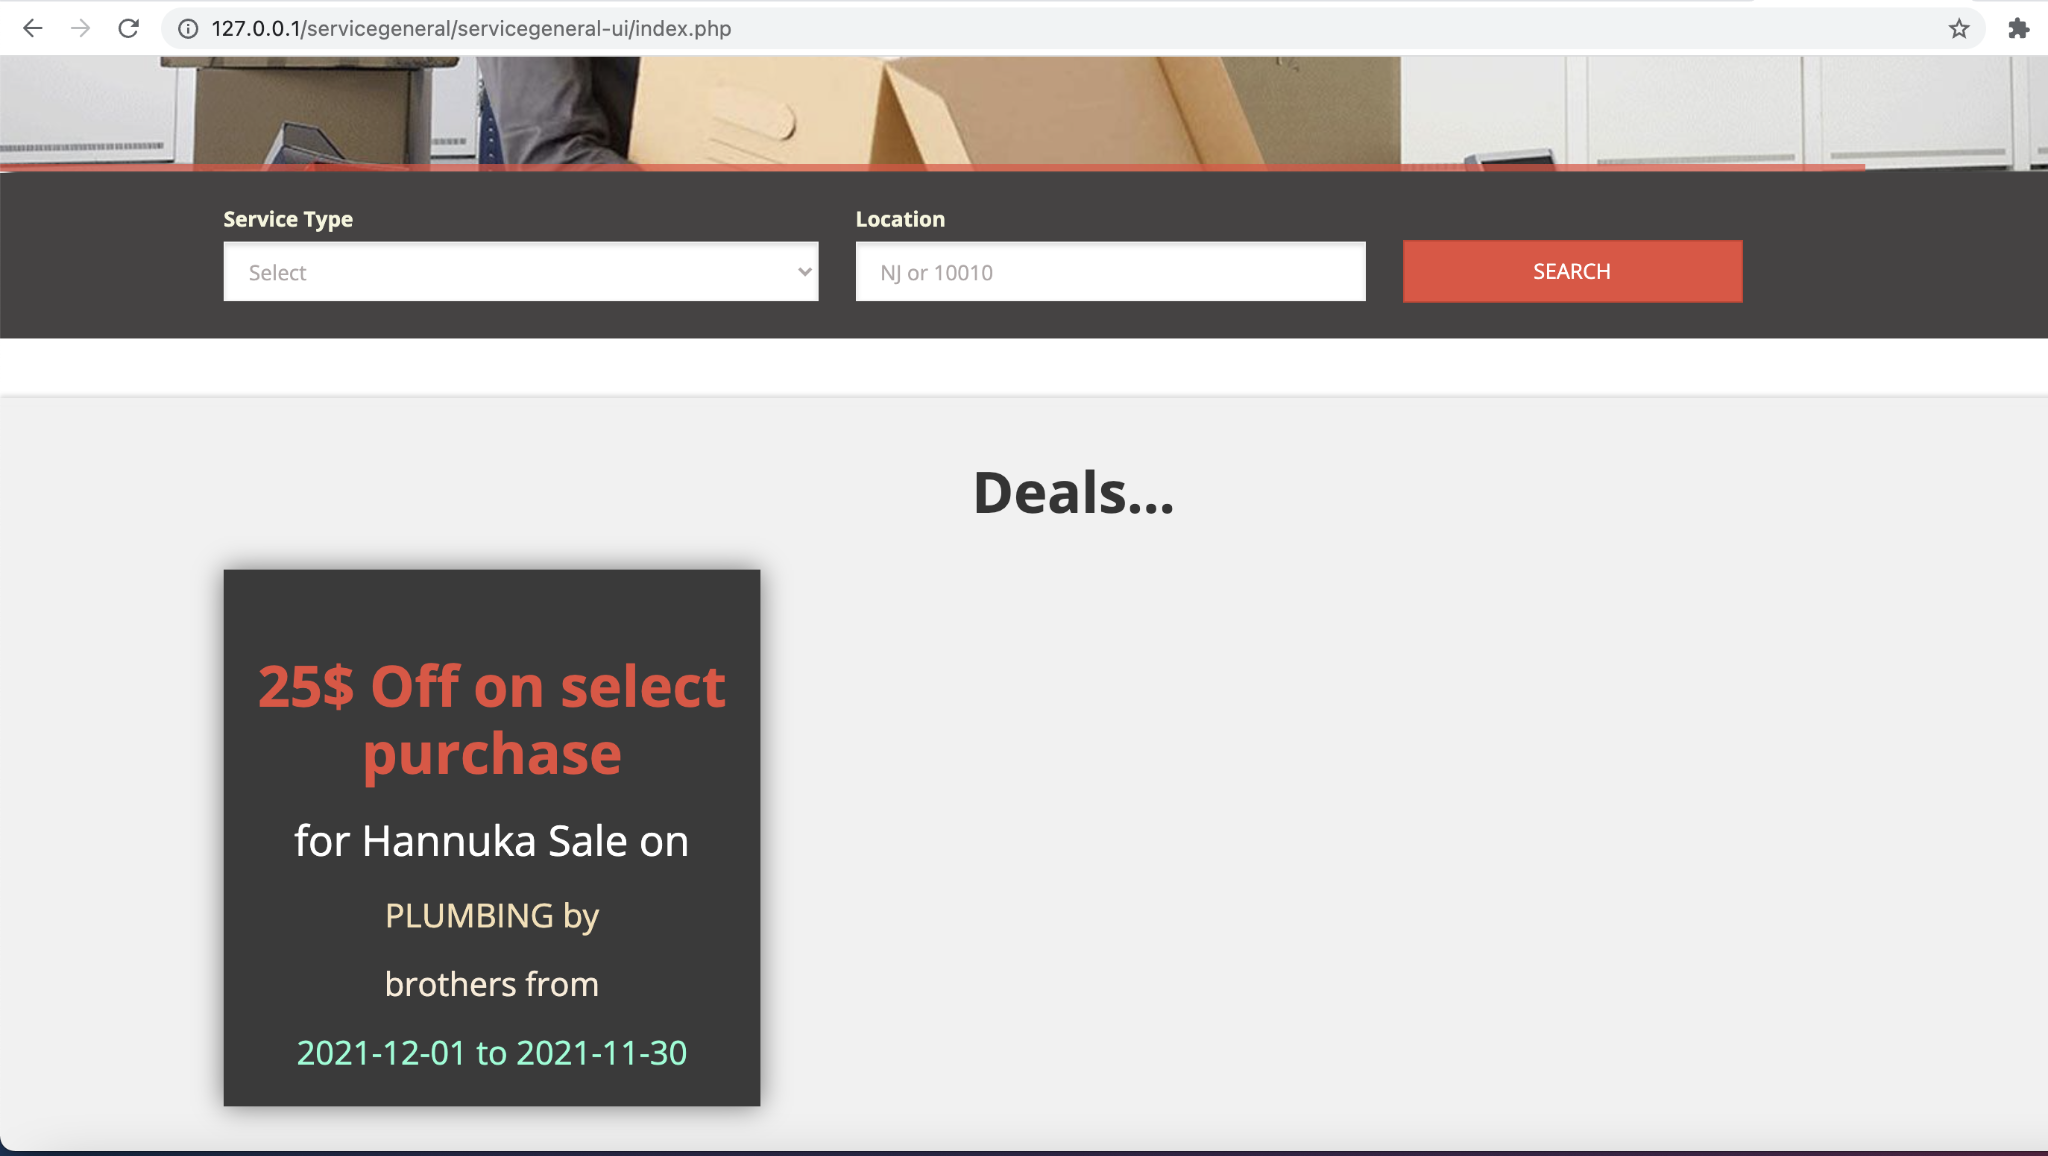 127.0.0.1/servicegeneral/servicegeneral-ui/index.php
Service Type
Location
Select
NJ or 10010
SEARCH
Deals...
25$ Off on select
purchase
for Hannuka Sale on
PLUMBING by
brothers from
2021-12-01 to 2021-11-30